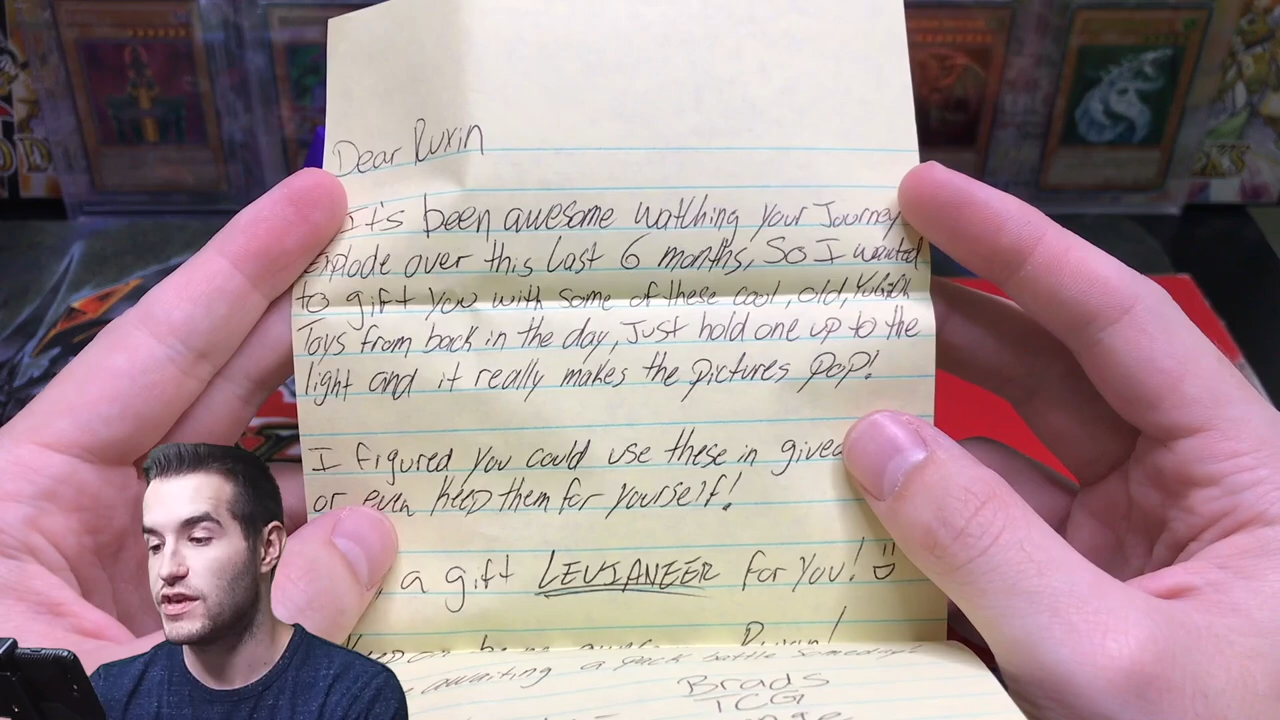 Dear Ruxin
It's been awesome watching your Journey
explode over this last 6 months, So I wanted
to gift you with some of these cool, old, YuGiOh
Toys from back in the day, Just hold one up to the
light and it really makes the pictures POP!
I figured you could use these in givea
or even Keep them for yourself!
a gift LEVIANEER for you!
Ruxin!
awaiting a pack battle someday
Brads
TCG